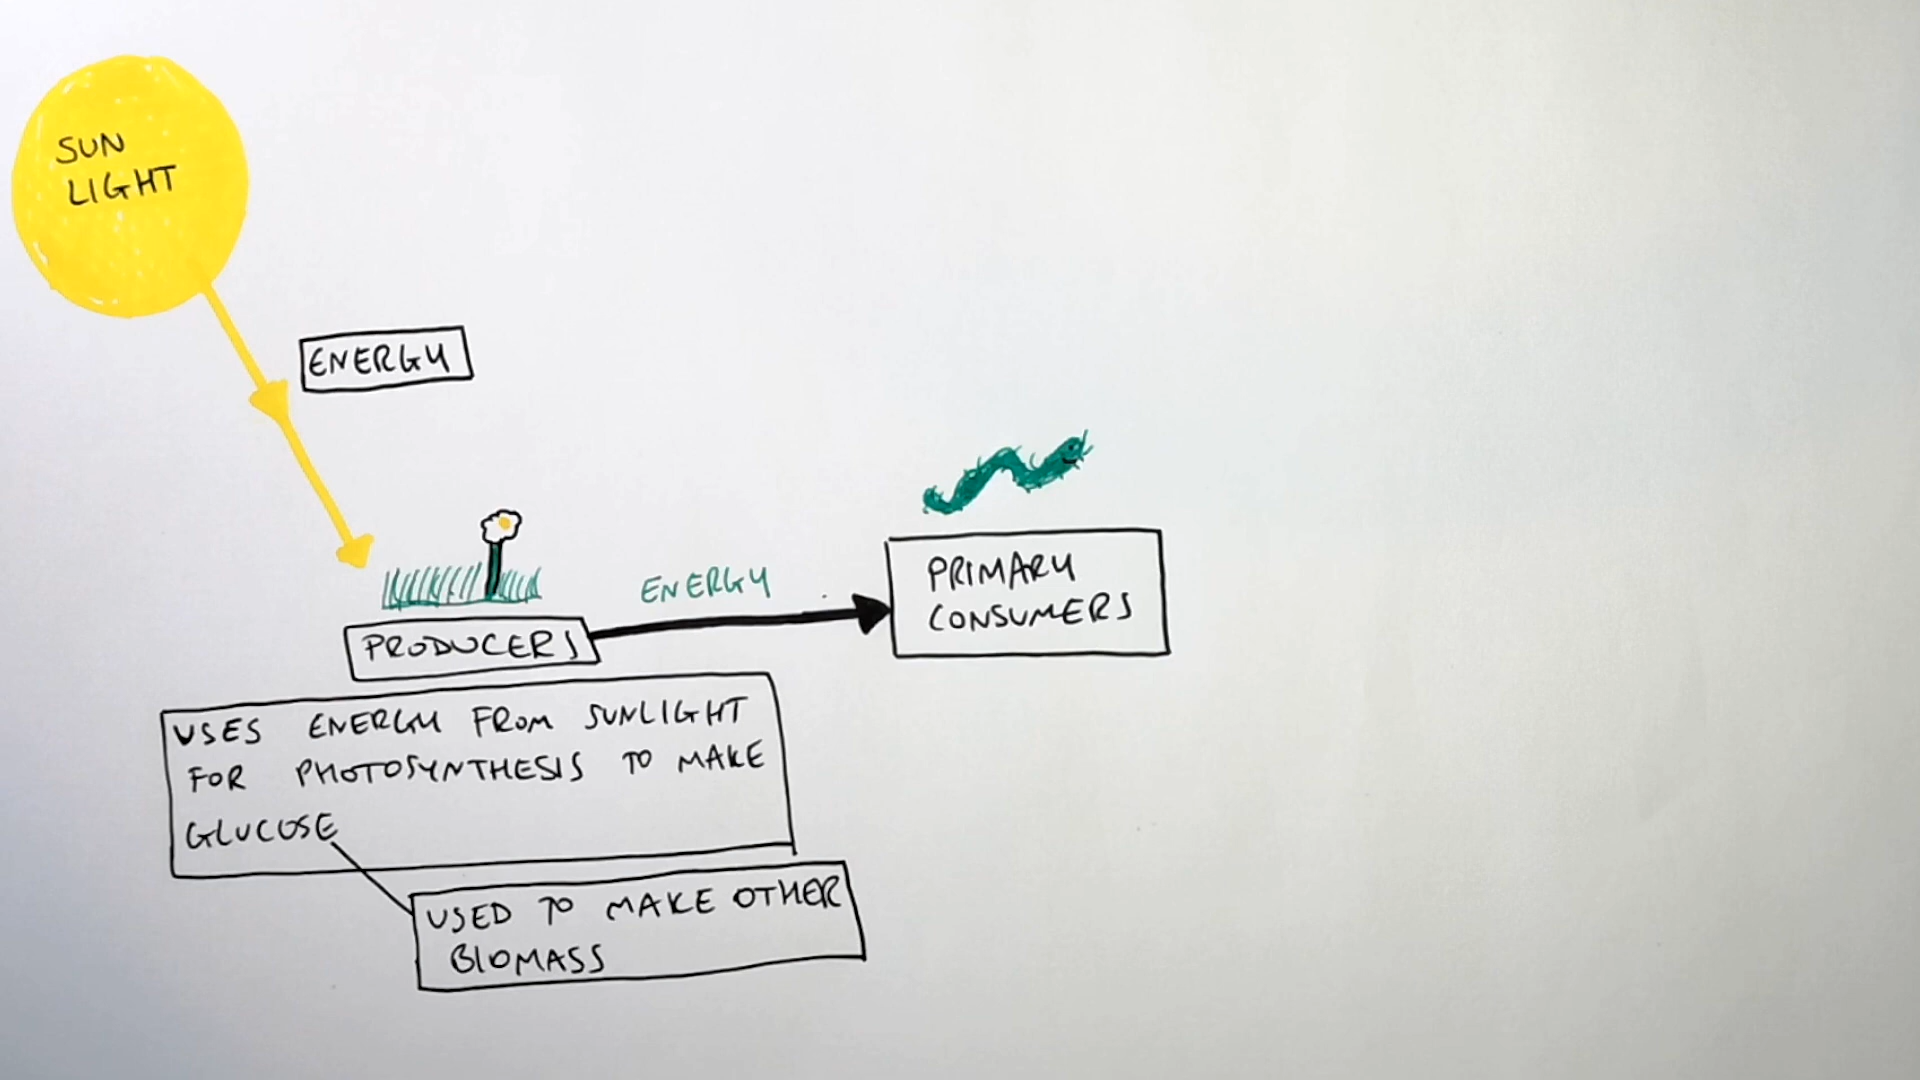 SUN
LIGHT
ENERGY
ENERGY
PRODUCERS
PRIMARY
CONSUMERS
USES ENERGY FROM SUNLIGHT
FOR PHOTOSYNTHESIS TO MAKE
GLUCOSE
USED TO MAKE OTHER
BIOMASS